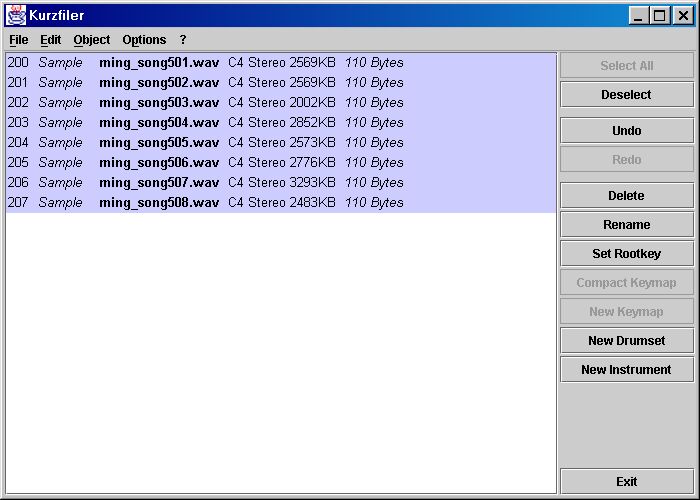 Kurzfiler
File Edit Object Options ?
200 Sample ming_song501.wav C4 Stereo 2569KB 110 Bytes
201 Sample ming_song502.wav C4 Stereo 2569KB 110 Bytes
202 Sample ming_song503.wav C4 Stereo 2002KB 110 Bytes
203 Sample ming_song504.wav C4 Stereo 2852KB 110 Bytes
204 Sample ming_song505.wav C4 Stereo 2573KB 110 Bytes
205 Sample ming_song506.wav C4 Stereo 2776KB 110 Bytes
206 Sample ming_song507.wav C4 Stereo 3293KB 110 Bytes
207 Sample ming_song508.wav C4 Stereo 2483KB 110 Bytes
Select All
Deselect
Undo
Redo
Delete
Rename
Set Rootkey
Compact Keymap
New Keymap
New Drumset
New Instrument
Exit